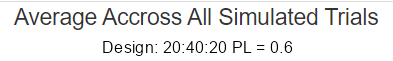 Average Accross All Simulated Trials
Design: 20:40:20 PL = 0.6